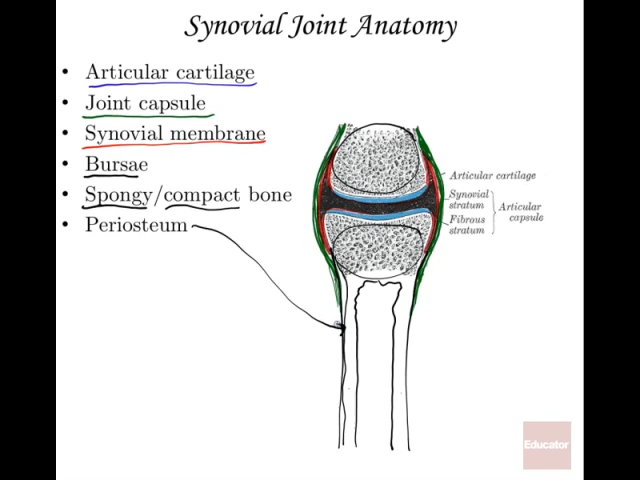 Synovial Joint Anatomy
• Articular cartilage
• Joint capsule
• Synovial membrane
• Bursae
• Spongy/compact bone
• Periosteum
Articular cartilage
Synovial
stratum
Fibrous
stratum
Articular
capsule
Educator